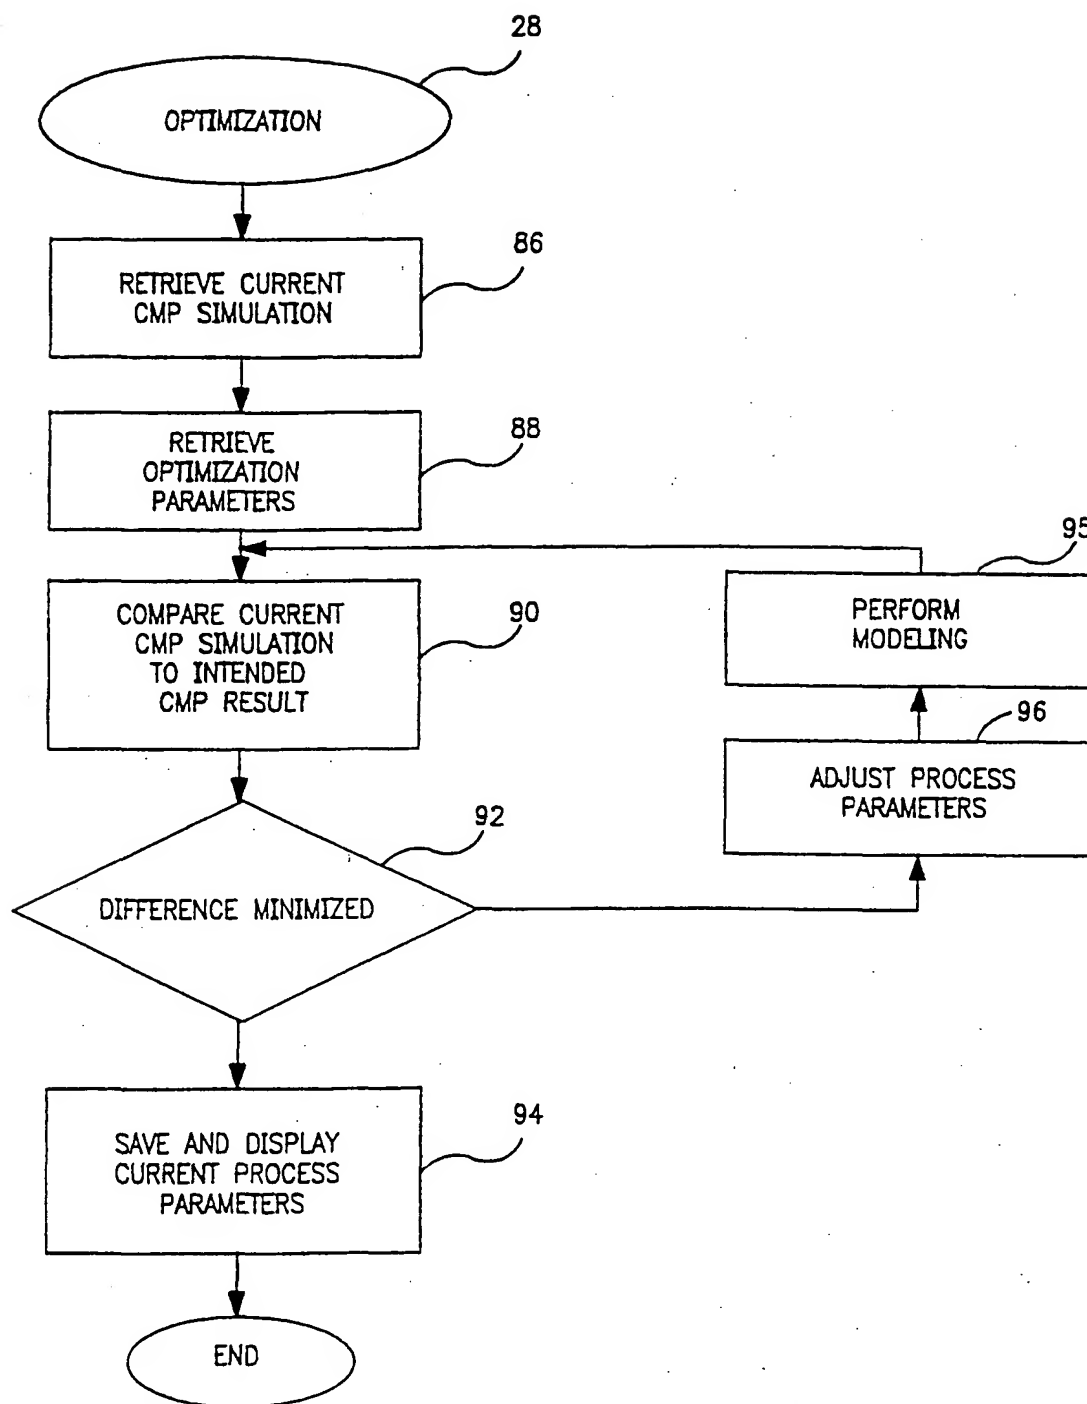 28
OPTIMIZATION
86
RETRIEVE CURRENT
CMP SIMULATION
88
RETRIEVE
OPTIMIZATION
PARAMETERS
95
PERFORM
MODELING
COMPARE CURRENT
CMP SIMULATION
TO INTENDED
CMP RESULT
90
96
ADJUST PROCESS
PARAMETERS
92
DIFFERENCE MINIMIZED
94
SAVE AND DISPLAY
CURRENT PROCESS
PARAMETERS
END